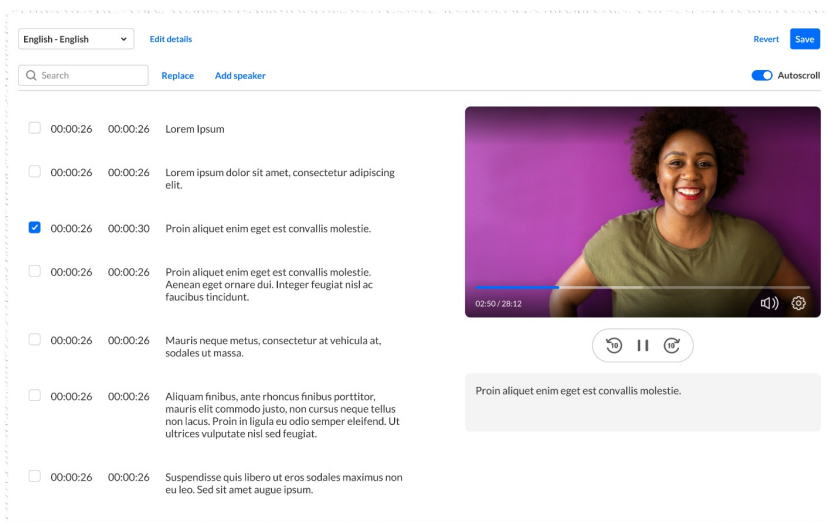 English - English
Edit details
Revert
Save
Search
Replace
Add speaker
Autoscroll
00:00:26 00:00:26 Lorem Ipsum
00:00:26 00:00:26 Lorem ipsum dolor sit amet, consectetur adipiscing
elit.
00:00:26 00:00:30 Proin aliquet enim eget est convallis molestie.
00:00:26 00:00:26 Proin aliquet enim eget est convallis molestie.
Aenean eget ornare dui. Integer feugiat nisl ac
faucibus tincidunt.
00:00:26 00:00:26 Mauris neque metus, consectetur at vehicula at,
sodales ut massa.
00:00:26 00:00:26 Aliquam finibus, ante rhoncus finibus porttitor,
mauris elit commodo justo, non cursus neque tellus
non lacus. Proin in ligula eu odio semper eleifend. Ut
ultrices vulputate nisl sed feugiat.
00:00:26 00:00:26 Suspendisse quis libero ut eros sodales maximus non
eu leo. Sed sit amet augue ipsum.
02:50 / 28:12
10
10
Proin aliquet enim eget est convallis molestie.